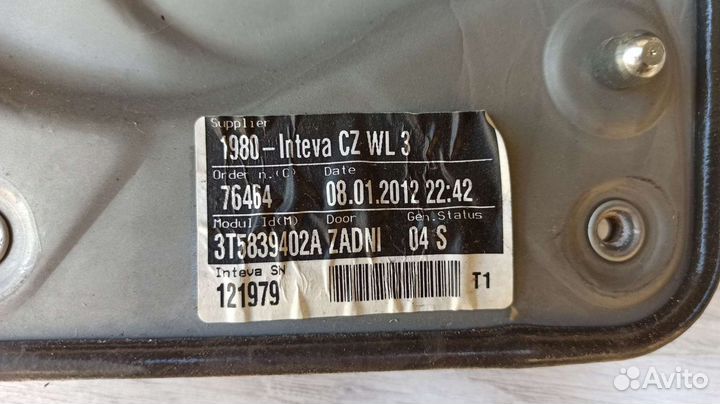 Supplier
1980-Inteva CZ WL 3
Order n.(C) Date
76464 08.01.2012 22:42
Modul Id(M) Door Gen.Status
3T5839402A ZADNI 04 S
Inteva SN
121979 T1
Avito